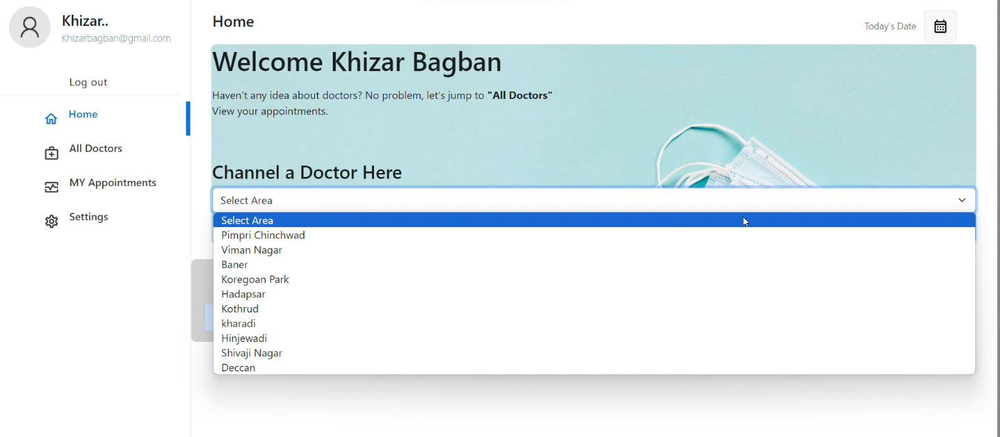 Khizar..
Khizarbagban@gmail.com
Log out
Home
All Doctors
MY Appointments
Settings
Home
Today's Date
Welcome Khizar Bagban
Haven't any idea about doctors? No problem, let's jump to "All Doctors"
View your appointments.
Channel a Doctor Here
Select Area
Select Area
Pimpri Chinchwad
Viman Nagar
Baner
Koregoan Park
Hadapsar
Kothrud
kharadi
Hinjewadi
Shivaji Nagar
Deccan